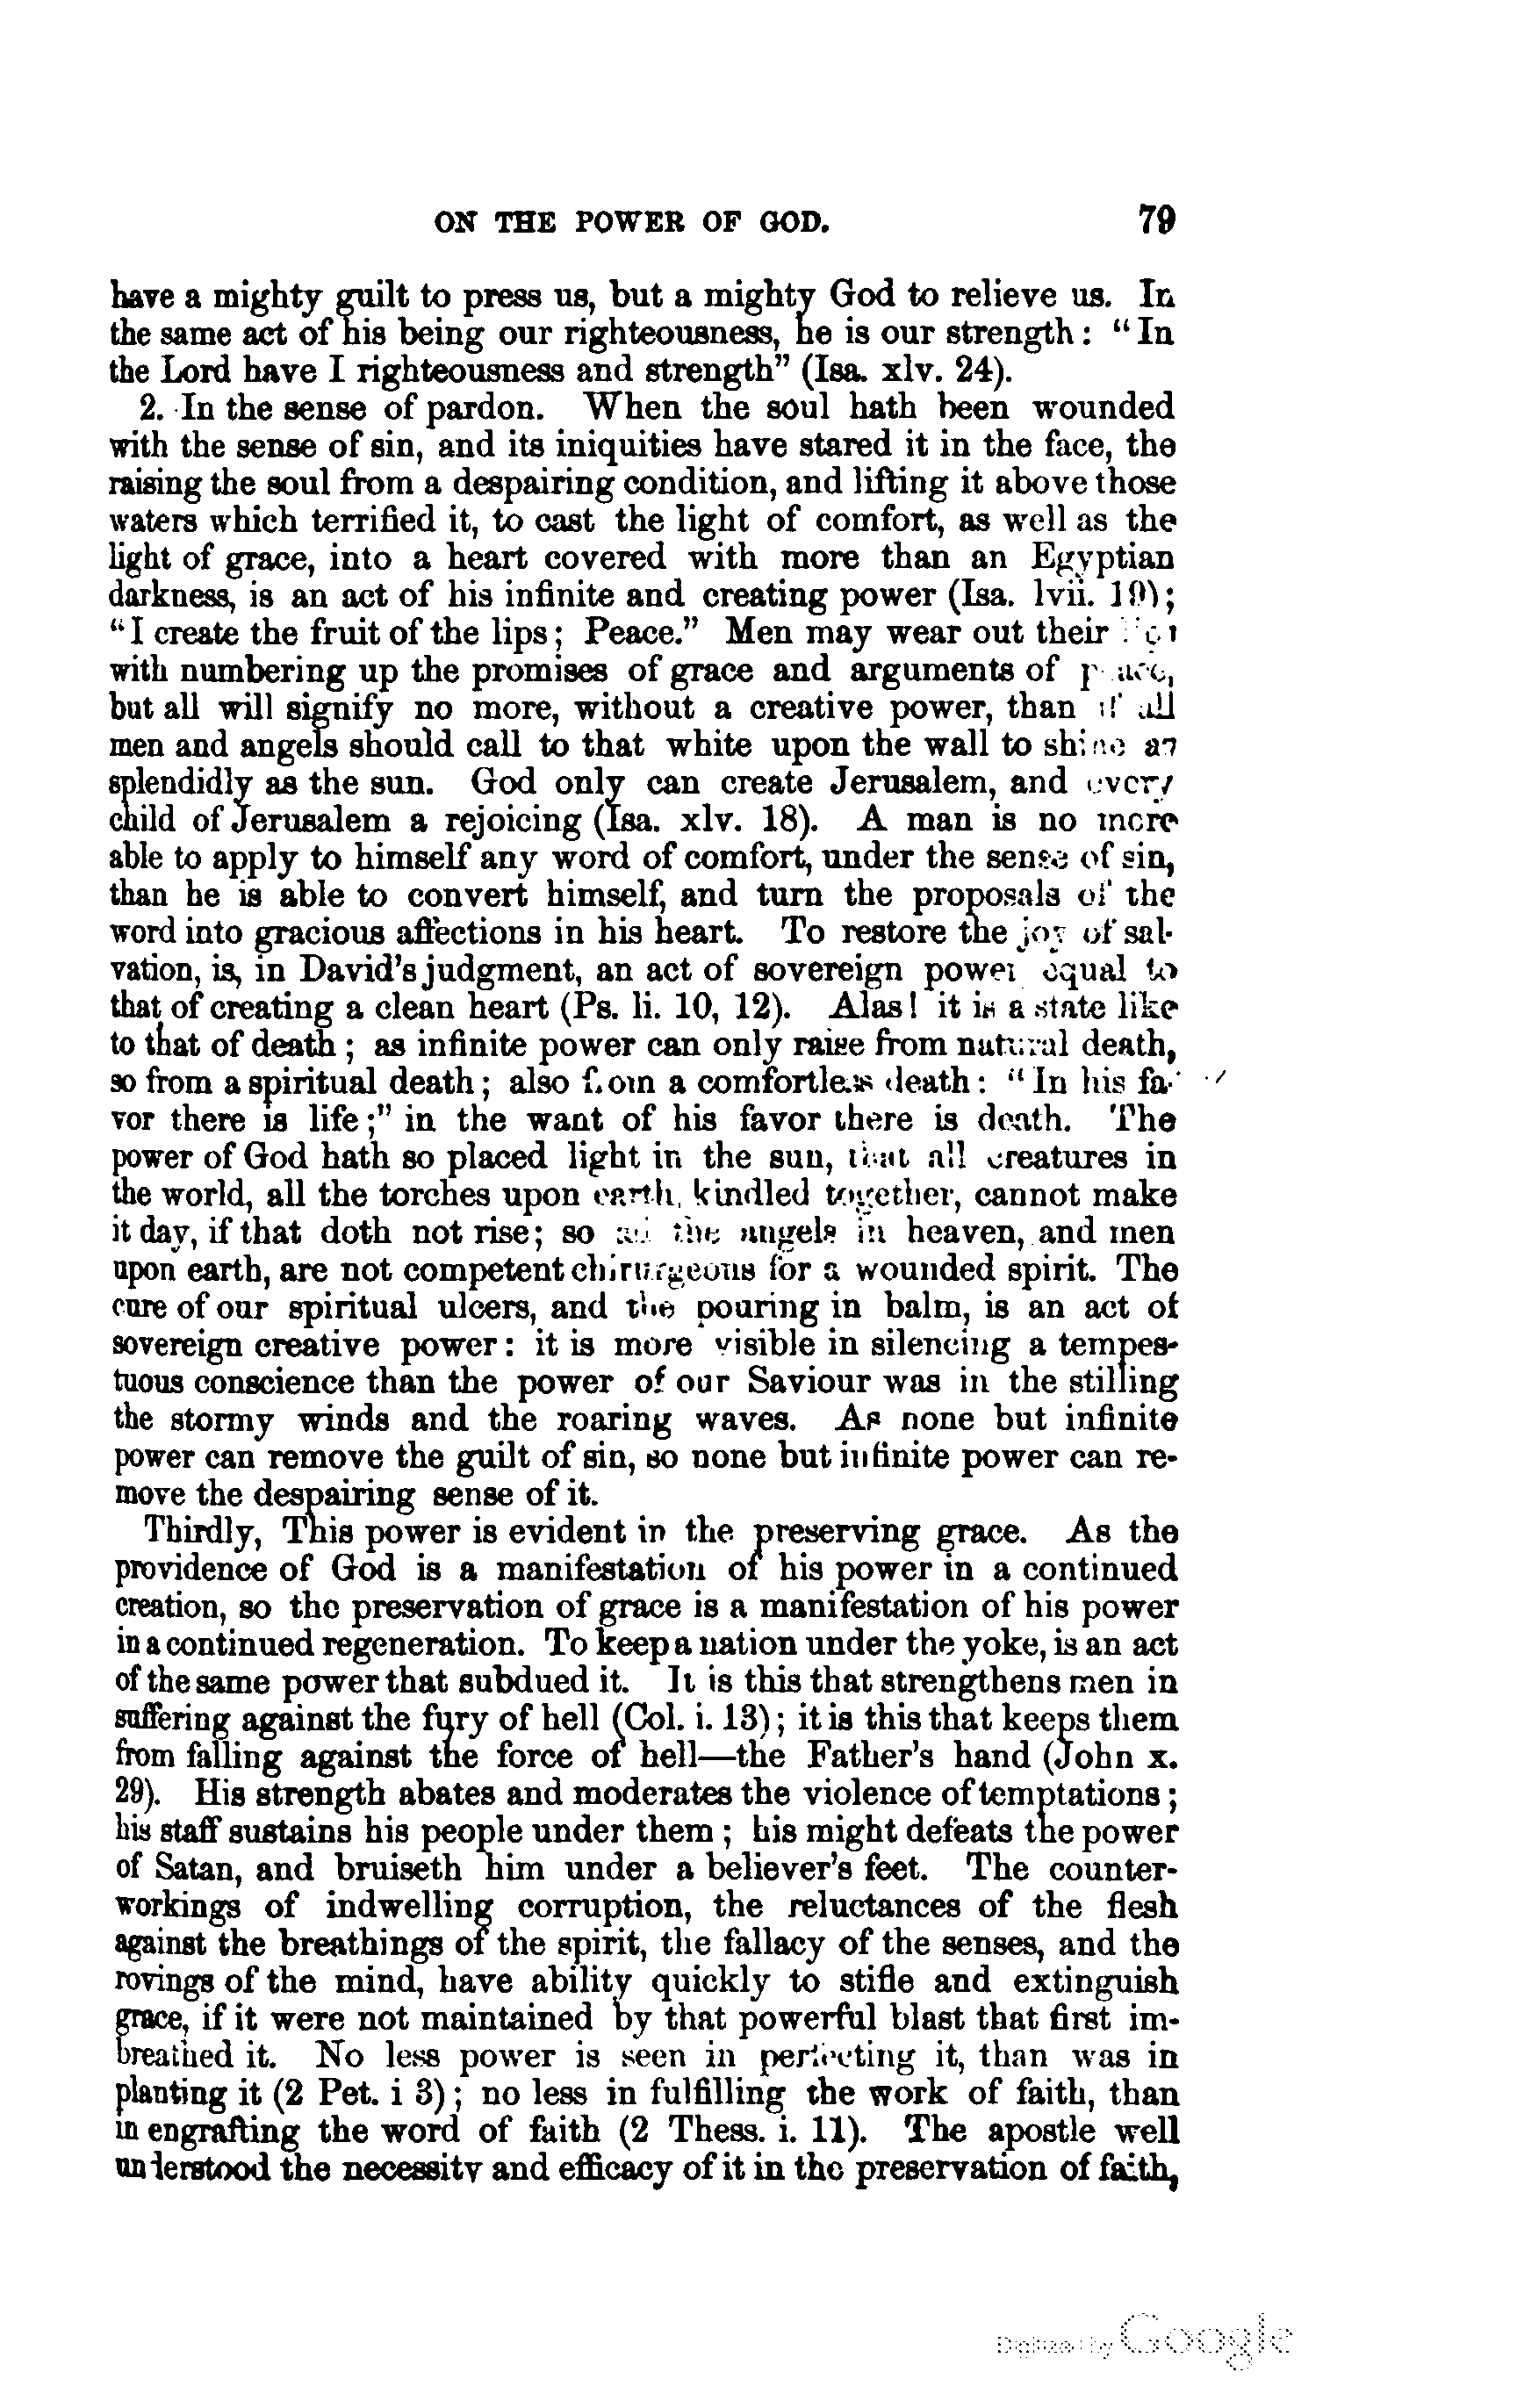 ON THE POWER OF GOD. 79
have a mighty guilt to press us, but a mighty God to relieve us. In
the same act of his being our righteousness, he is our strength: “In
the Lord have I righteousness and strength” (Isa. xlv. 24).
2. In the sense of pardon. When the soul hath been wounded
with the sense of sin, and its iniquities have stared it in the face, the
raising the soul from a despairing condition, and lifting it above those
waters which terrified it, to cast the light of comfort, as well as the
light of grace, into a heart covered with more than an Egyptian
darkness, is an act of his infinite and creating power (Isa. lvii. 19);
“I create the fruit of the lips; Peace.” Men may wear out their
with numbering up the promises of grace and arguments of peace,
but all will signify no more, without a creative power, than if all
men and angels should call to that white upon the wall to shine as
splendidly as the sun. God only can create Jerusalem, and every
child of Jerusalem a rejoicing (Isa. xlv. 18). A man is no more
able to apply to himself any word of comfort, under the sense of sin,
than he is able to convert himself, and turn the proposals of the
word into gracious affections in his heart. To restore the joy of sal-
vation, is, in David’s judgment, an act of sovereign power equal to
that of creating a clean heart (Ps. li. 10, 12). Alas! it is a state like
to that of death; as infinite power can only raise from natural death,
so from a spiritual death; also from a comfortless death: “In his fa-
vor there is life;” in the want of his favor there is death. The
power of God hath so placed light in the sun, that all creatures in
the world, all the torches upon earth, kindled together, cannot make
it day, if that doth not rise; so all the angels in heaven, and men
upon earth, are not competent chirurgeons for a wounded spirit. The
cure of our spiritual ulcers, and the pouring in balm, is an act of
sovereign creative power: it is more visible in silencing a tempes-
tuous conscience than the power of our Saviour was in the stilling
the stormy winds and the roaring waves. As none but infinite
power can remove the guilt of sin, so none but infinite power can re-
move the despairing sense of it.
Thirdly, This power is evident in the preserving grace. As the
providence of God is a manifestation of his power in a continued
creation, so the preservation of grace is a manifestation of his power
in a continued regeneration. To keep a nation under the yoke, is an act
of the same power that subdued it. It is this that strengthens men in
suffering against the fury of hell (Col. i. 13); it is this that keeps them
from falling against the force of hell—the Father’s hand (John x.
29). His strength abates and moderates the violence of temptations;
his staff sustains his people under them; his might defeats the power
of Satan, and bruiseth him under a believer’s feet. The counter-
workings of indwelling corruption, the reluctances of the flesh
against the breathings of the spirit, the fallacy of the senses, and the
rovings of the mind, have ability quickly to stifle and extinguish
grace, if it were not maintained by that powerful blast that first im-
breathed it. No less power is seen in perfecting it, than was in
planting it (2 Pet. i 3); no less in fulfilling the work of faith, than
in engrafting the word of faith (2 Thess. i. 11). The apostle well
understood the necessity and efficacy of it in the preservation of faith,
Digitized by Google